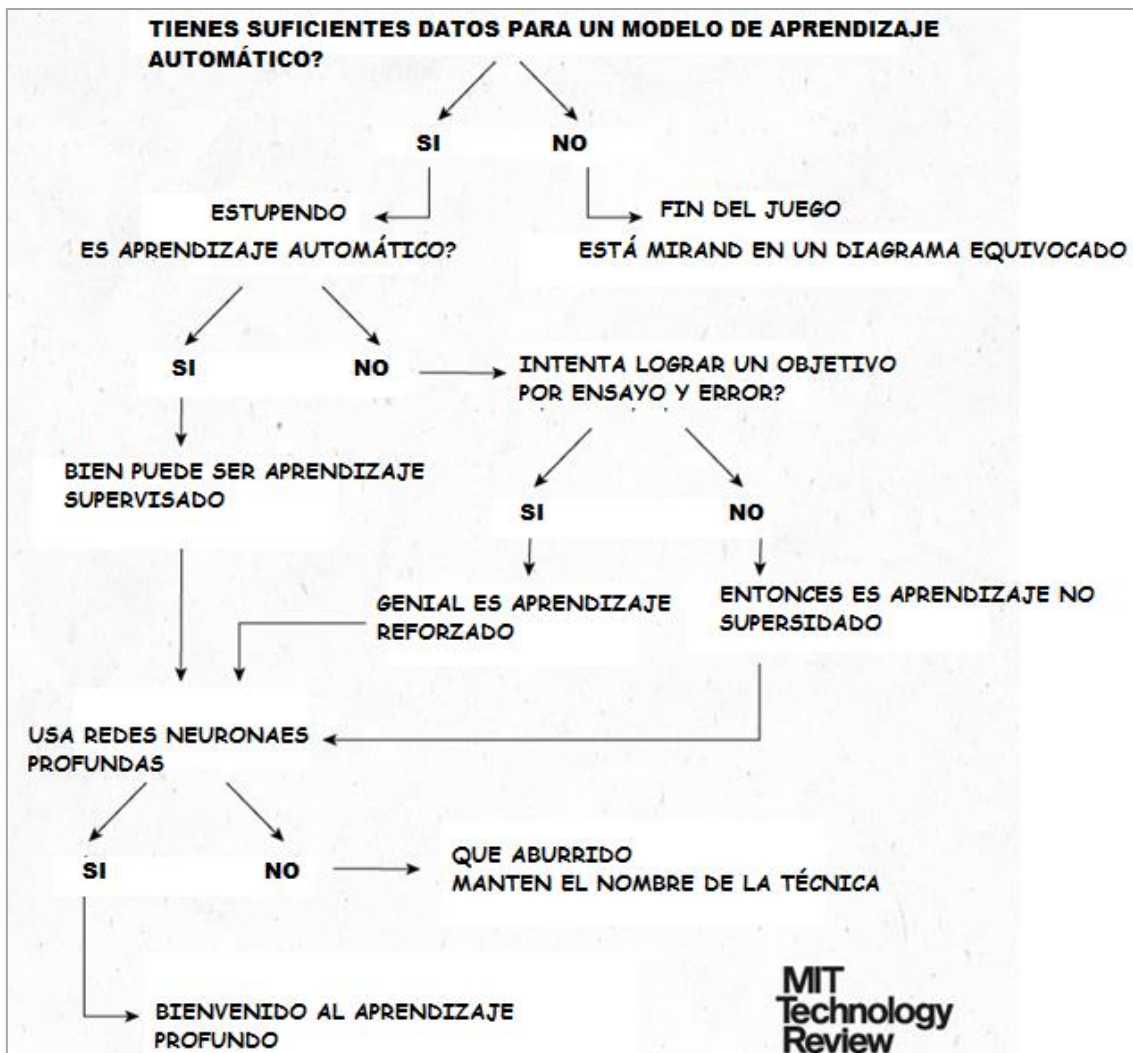 TIENES SUFICIENTES DATOS PARA UN MODELO DE APRENDIZAJE
AUTOMÁTICO?
SI
NO
ESTUPENDO
FIN DEL JUEGO
ES APRENDIZAJE AUTOMÁTICO?
ESTÁ MIRAND EN UN DIAGRAMA EQUIVOCADO
SI
NO
INTENTA LOGRAR UN OBJETIVO
POR ENSAYO Y ERROR?
BIEN PUEDE SER APRENDIZAJE
SUPERVISADO
SI
NO
GENIAL ES APRENDIZAJE
REFORZADO
ENTONCES ES APRENDIZAJE NO
SUPERSIDADO
USA REDES NEURONAES
PROFUNDAS
SI
NO
QUE ABURRIDO
MANTEN EL NOMBRE DE LA TÉCNICA
BIENVENIDO AL APRENDIZAJE
PROFUNDO
MIT
Technology
Review